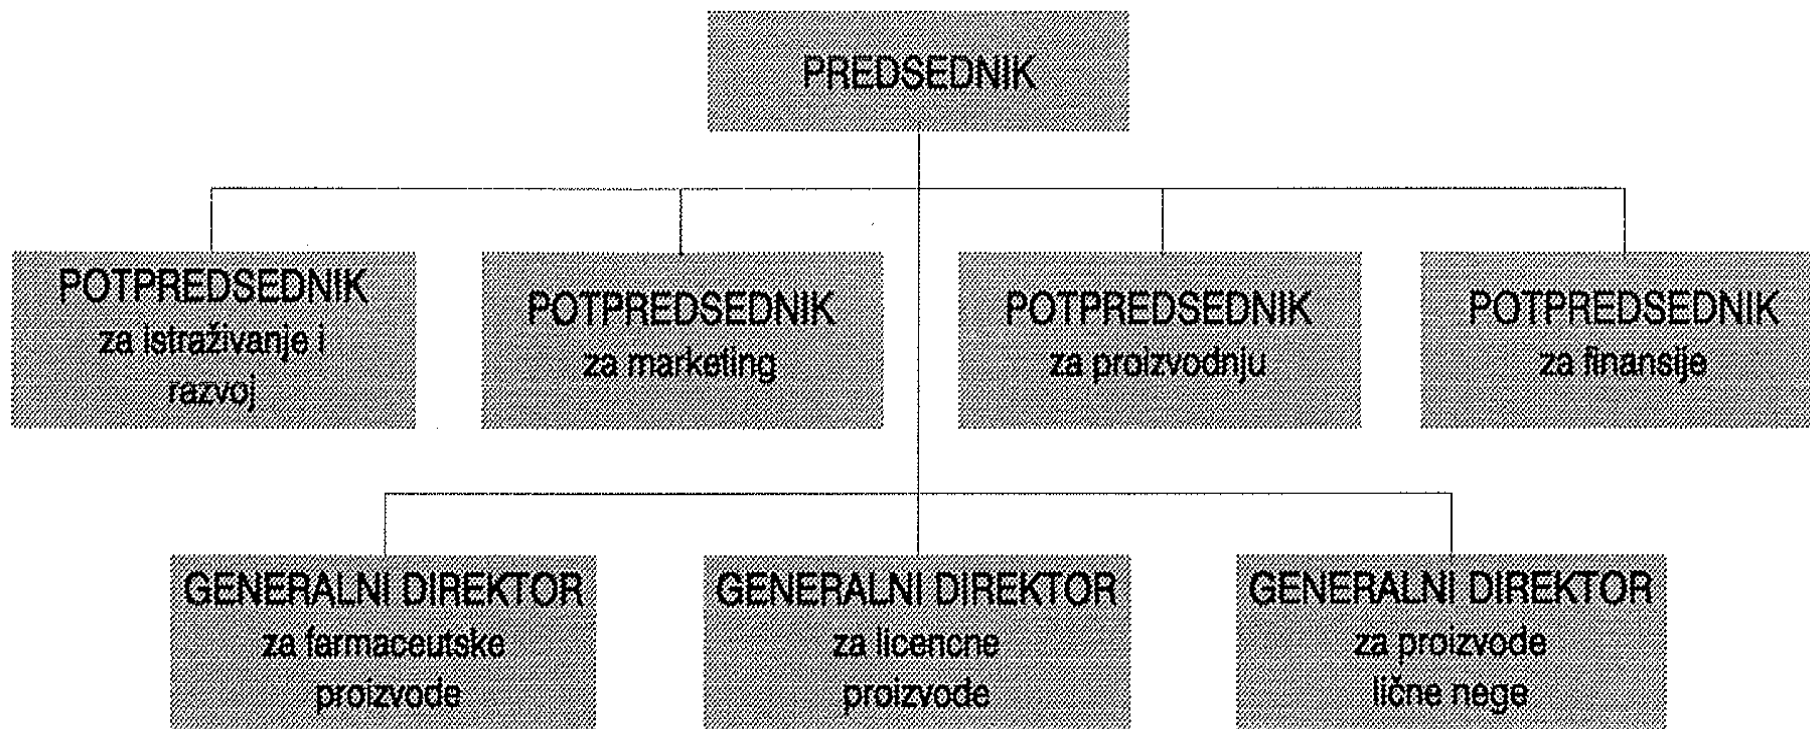 PREDSEDNIK
POTPREDSEDNIK
za istraživanje i
razvoj
POTPREDSEDNIK
za marketing
POTPREDSEDNIK
za proizvodnju
POTPREDSEDNIK
za finansije
GENERALNI DIREKTOR
za farmaceutske
proizvode
GENERALNI DIREKTOR
za licencne
proizvode
GENERALNI DIREKTOR
za proizvode
lične nege